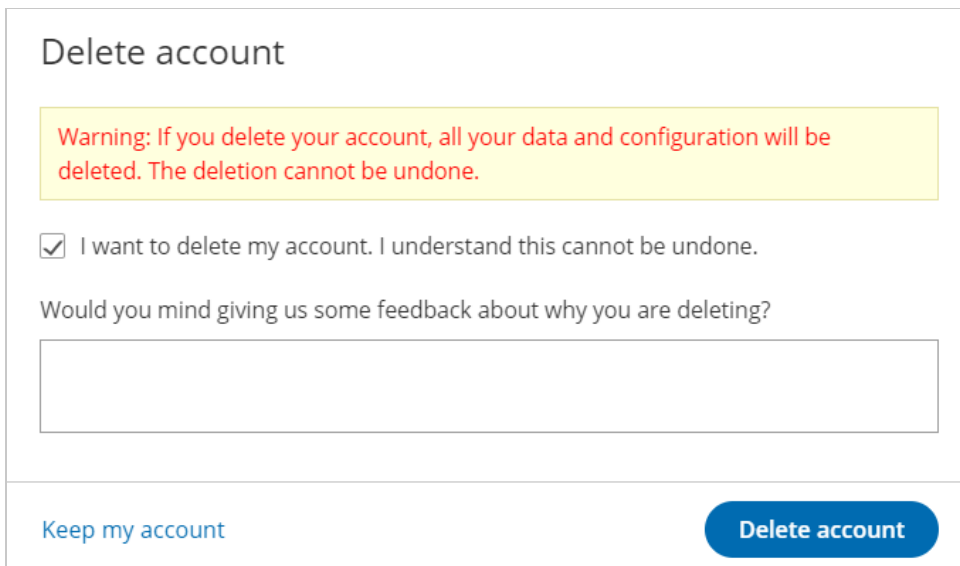 Delete account
Warning: If you delete your account, all your data and configuration will be
deleted. The deletion cannot be undone.
I want to delete my account. I understand this cannot be undone.
Would you mind giving us some feedback about why you are deleting?
Keep my account
Delete account